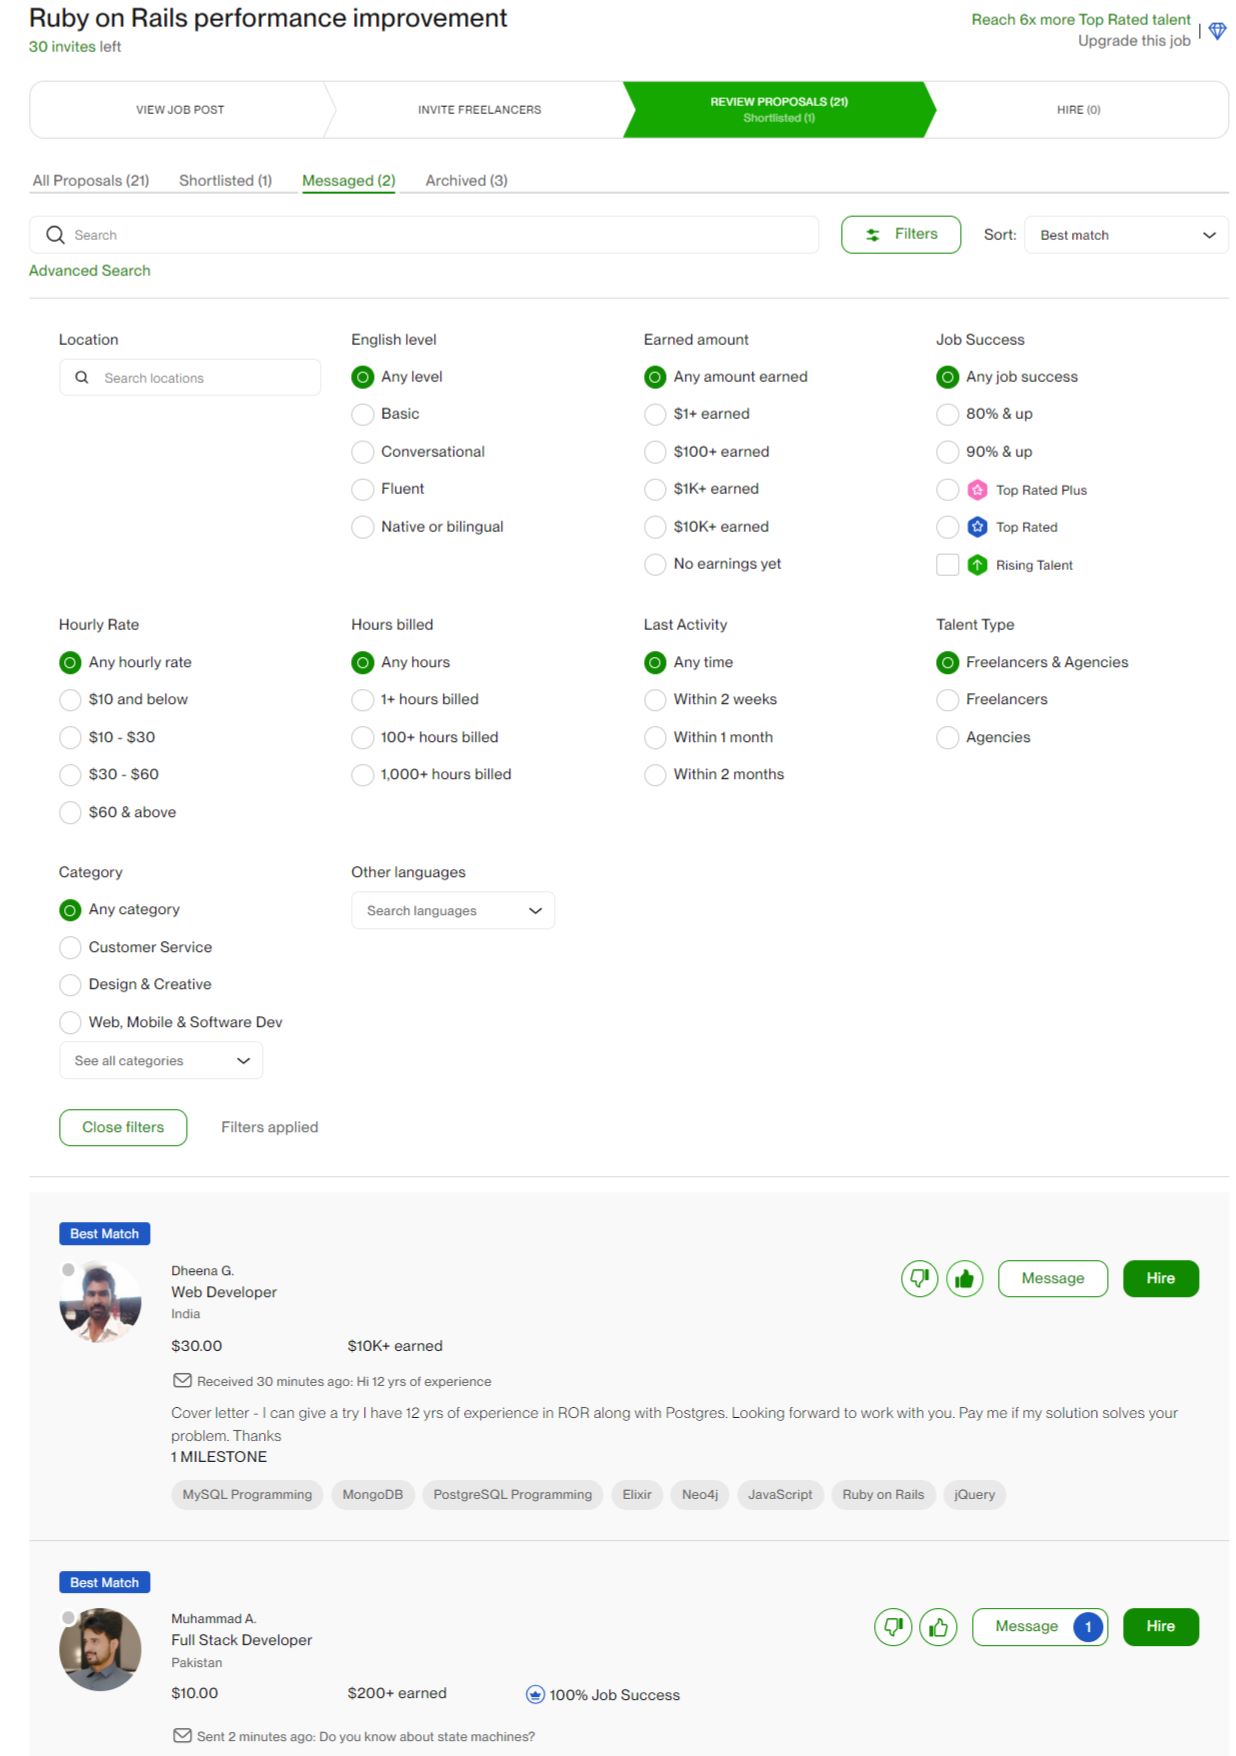 Ruby on Rails performance improvement
30 invites left
Reach 6x more Top Rated talent
Upgrade this job
VIEW JOB POST
INVITE FREELANCERS
REVIEW PROPOSALS (21)
Shortlisted (1)
HIRE (0)
All Proposals (21) Shortlisted (1) Messaged (2) Archived (3)
Search
Filters
Sort: Best match
Advanced Search
Location
Search locations
English level
Any level
Basic
Conversational
Fluent
Native or bilingual
Earned amount
Any amount earned
$1+ earned
$100+ earned
$1K+ earned
$10K+ earned
No earnings yet
Job Success
Any job success
80% & up
90% & up
Top Rated Plus
Top Rated
Rising Talent
Hourly Rate
Any hourly rate
$10 and below
$10 - $30
$30 - $60
$60 & above
Hours billed
Any hours
1+ hours billed
100+ hours billed
1,000+ hours billed
Last Activity
Any time
Within 2 weeks
Within 1 month
Within 2 months
Talent Type
Freelancers & Agencies
Freelancers
Agencies
Category
Any category
Customer Service
Design & Creative
Web, Mobile & Software Dev
See all categories
Other languages
Search languages
Close filters
Filters applied
Best Match
Dheena G.
Web Developer
India
Message
Hire
$30.00 $10K+ earned
Received 30 minutes ago: Hi 12 yrs of experience
Cover letter - I can give a try I have 12 yrs of experience in ROR along with Postgres. Looking forward to work with you. Pay me if my solution solves your
problem. Thanks
1 MILESTONE
MySQL Programming MongoDB PostgreSQL Programming Elixir Neo4j JavaScript Ruby on Rails jQuery
Best Match
Muhammad A.
Full Stack Developer
Pakistan
Message 1
Hire
$10.00 $200+ earned 100% Job Success
Sent 2 minutes ago: Do you know about state machines?